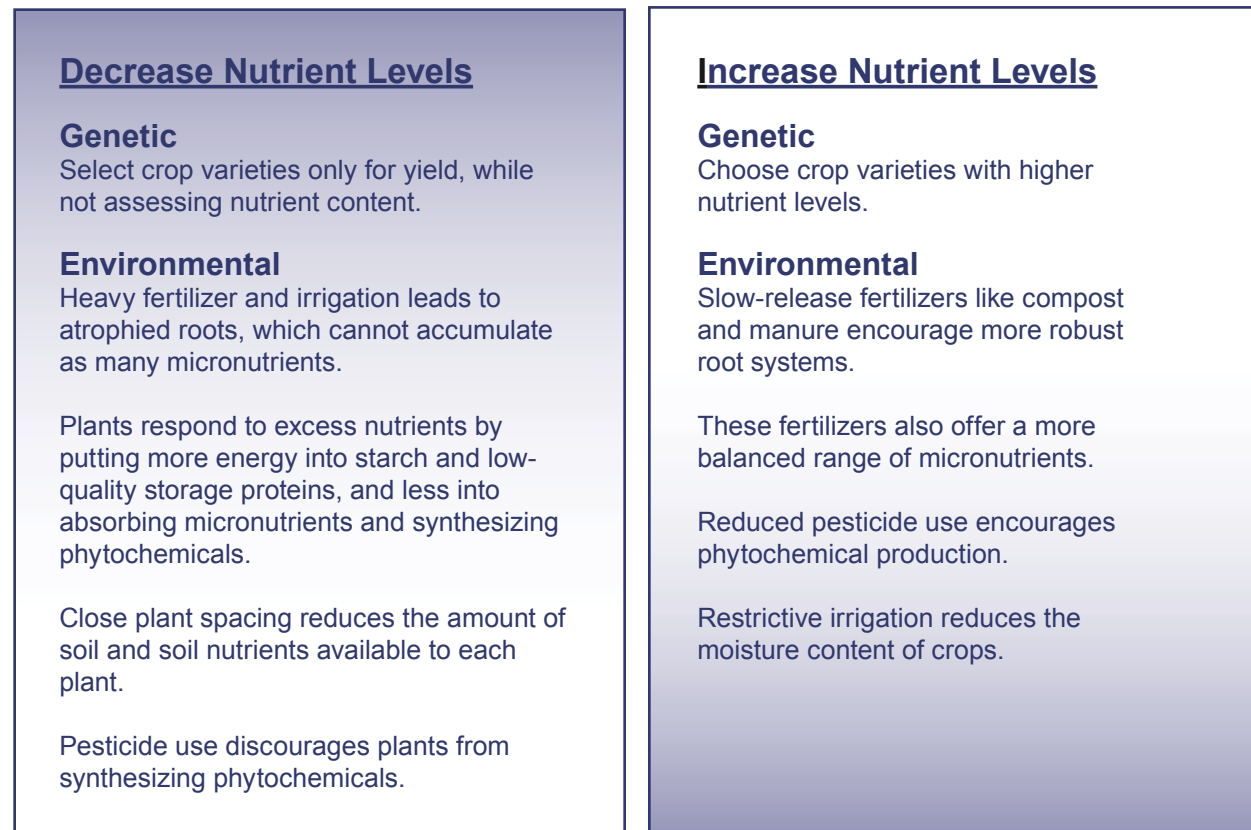 Decrease Nutrient Levels
Genetic
Select crop varieties only for yield, while
not assessing nutrient content.
Environmental
Heavy fertilizer and irrigation leads to
atrophied roots, which cannot accumulate
as many micronutrients.
Plants respond to excess nutrients by
putting more energy into starch and low-
quality storage proteins, and less into
absorbing micronutrients and synthesizing
phytochemicals.
Close plant spacing reduces the amount of
soil and soil nutrients available to each
plant.
Pesticide use discourages plants from
synthesizing phytochemicals.
Increase Nutrient Levels
Genetic
Choose crop varieties with higher
nutrient levels.
Environmental
Slow-release fertilizers like compost
and manure encourage more robust
root systems.
These fertilizers also offer a more
balanced range of micronutrients.
Reduced pesticide use encourages
phytochemical production.
Restrictive irrigation reduces the
moisture content of crops.